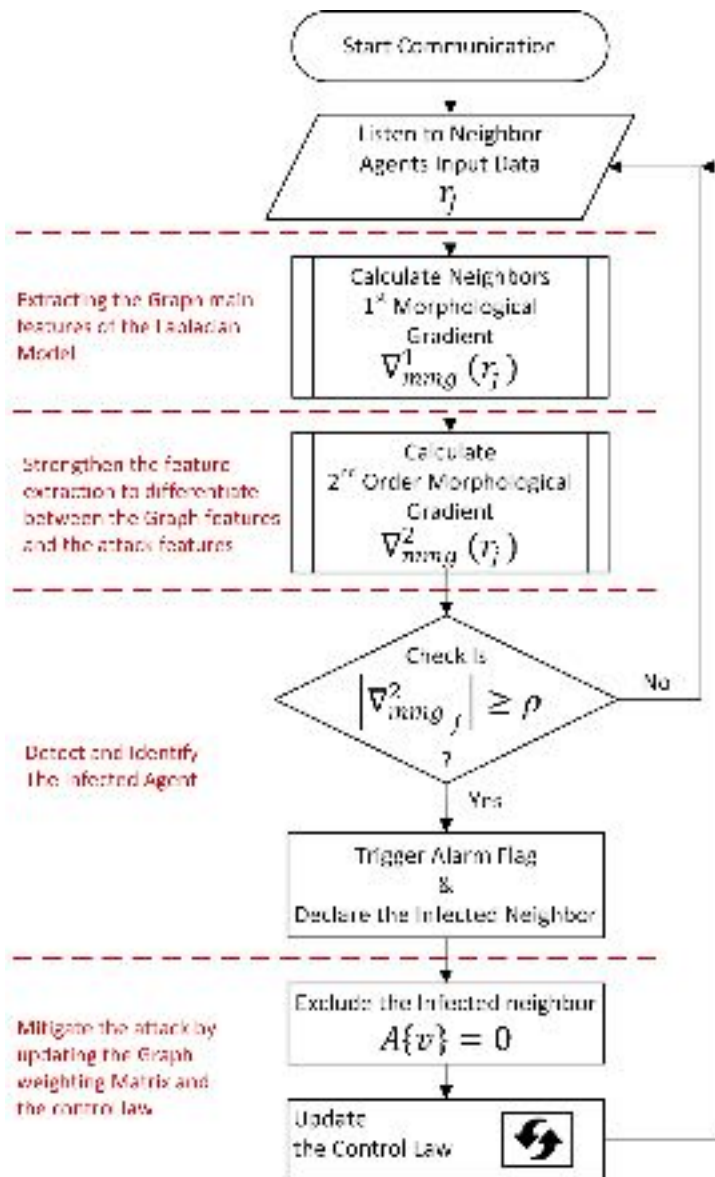 Start Communication
Listen to Neighbor
Agents Input Data
r_j
Extracting the Graph main
features of the Laplacian
Model
Calculate Neighbors
1st Morphological
Gradient
∇¹_mmg (r_j)
Strengthen the feature
extraction to differentiate
between the Graph features
and the attack features
Calculate
2nd Order Morphological
Gradient
∇²_mmg (r_j)
Check Is
|∇²_mmg_j| ≥ ρ
?
No
Yes
Detect and Identify
The Infected Agent
Trigger Alarm Flag
&
Declare the Infected Neighbor
Exclude the Infected neighbor
A{v} = 0
Mitigate the attack by
updating the Graph
weighting Matrix and
the control law
Update
the Control Law